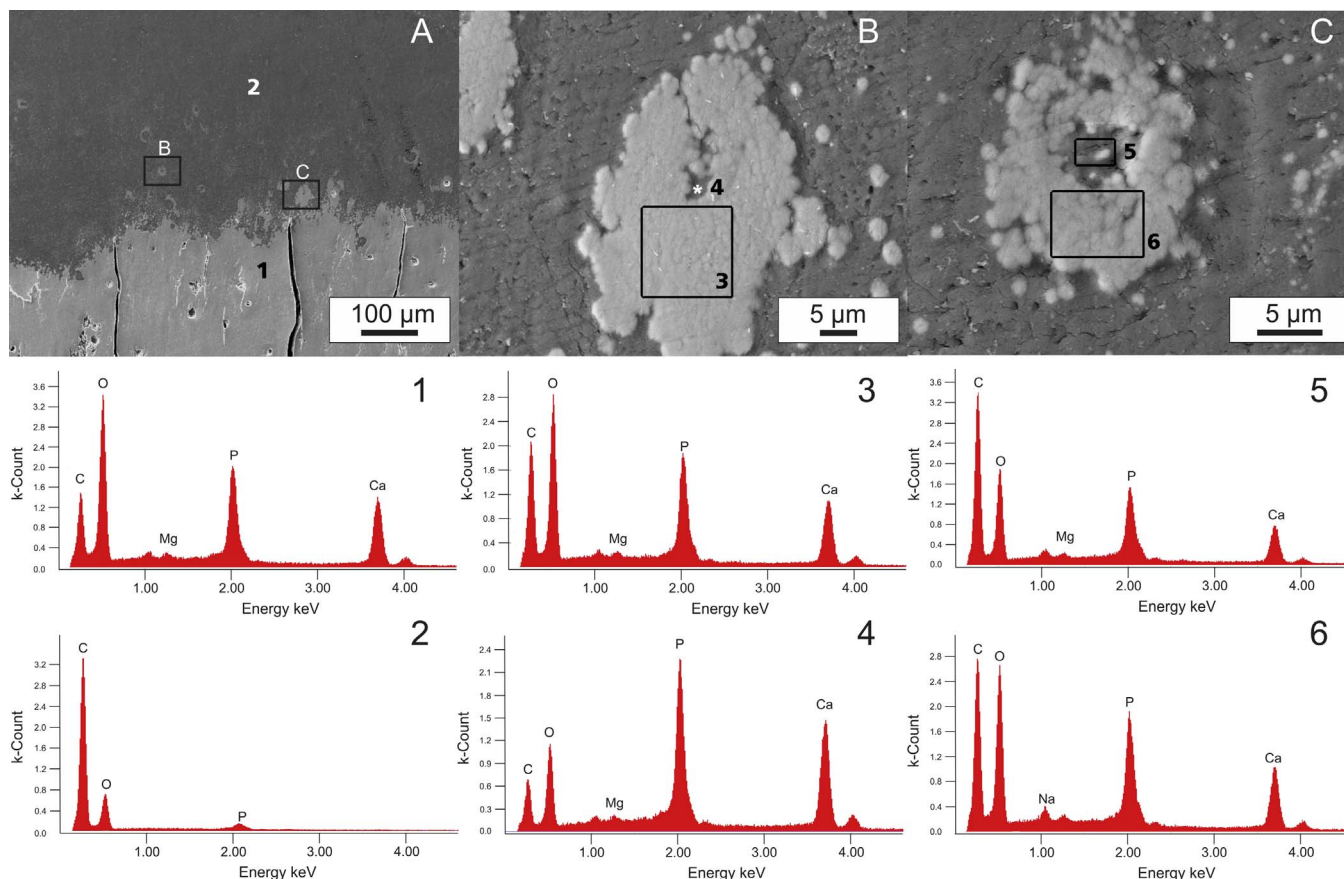 A
B
C
2
B
C
1
100 µm
* 4
3
5 µm
5
6
5 µm
1
3.6
3.2
2.8
2.4
2.0
1.6
1.2
0.8
0.4
0.0
k-Count
C
O
Mg
P
Ca
1.00
2.00
3.00
4.00
Energy keV
3
2.8
2.4
2.0
1.6
1.2
0.8
0.4
0.0
k-Count
C
O
Mg
P
Ca
1.00
2.00
3.00
4.00
Energy keV
5
3.6
3.2
2.8
2.4
2.0
1.6
1.2
0.8
0.4
0.0
k-Count
C
O
Mg
P
Ca
1.00
2.00
3.00
4.00
Energy keV
2
3.2
2.8
2.4
2.0
1.6
1.2
0.8
0.4
0.0
k-Count
C
O
P
1.00
2.00
3.00
4.00
Energy keV
4
2.4
2.1
1.8
1.5
1.2
0.9
0.6
4.3
0.0
k-Count
C
O
Mg
P
Ca
1.00
2.00
3.00
4.00
Energy keV
6
2.8
2.4
2.0
1.6
1.2
0.8
0.4
0.0
k-Count
C
O
Na
P
Ca
1.00
2.00
3.00
4.00
Energy keV